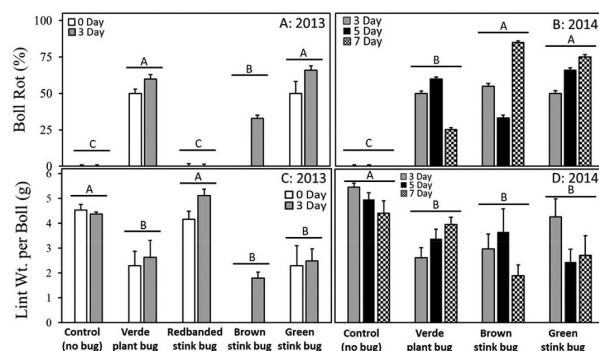 Boll Rot (%)
100
75
50
25
0
0 Day
3 Day
A: 2013
C
A
C
B
A
3 Day
5 Day
7 Day
B: 2014
C
B
A
A
Lint Wt. per Boll (g)
6
5
4
3
2
1
0
C: 2013
0 Day
3 Day
A
B
A
B
B
3 Day
5 Day
7 Day
D: 2014
A
B
B
B
Control
(no bug)
Verde
plant bug
Redbanded
stink bug
Brown
stink bug
Green
stink bug
Control
(no bug)
Verde
plant bug
Brown
stink bug
Green
stink bug